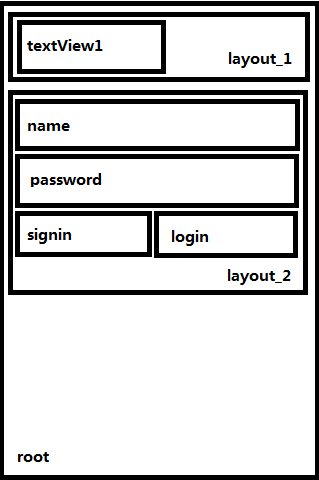 textView1
layout_1
name
password
signin
login
layout_2
root